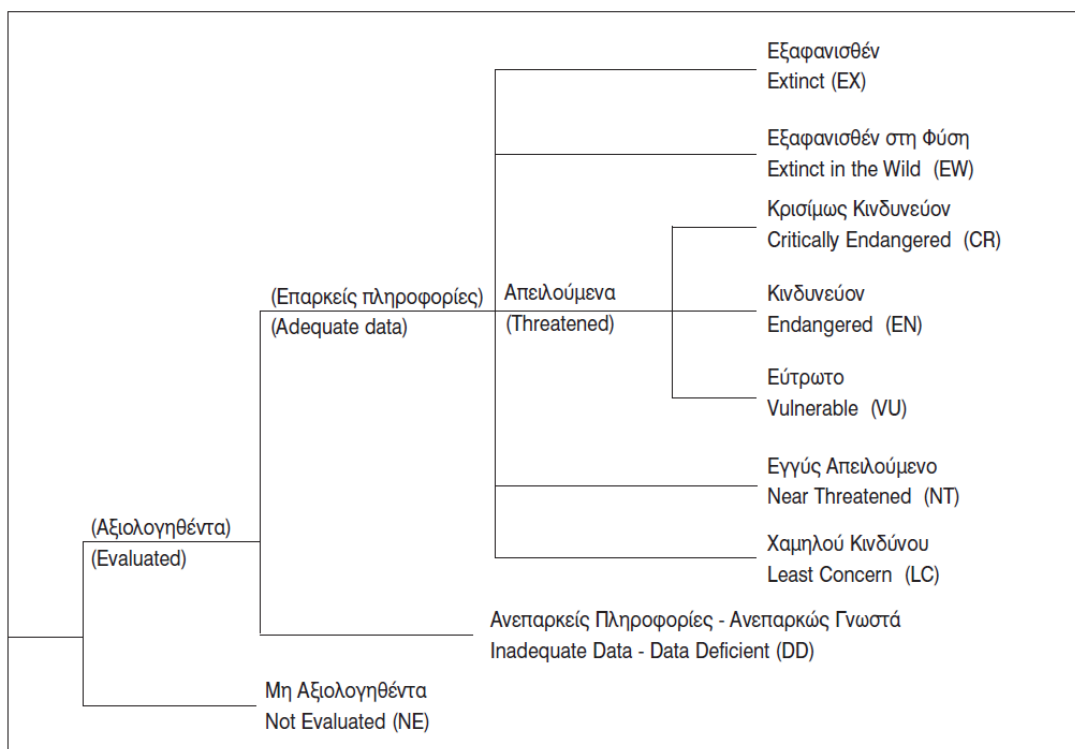 Εξαφανισθέν
Extinct (EX)
Εξαφανισθέν στη Φύση
Extinct in the Wild (EW)
Κρισίμως Κινδυνεύον
Critically Endangered (CR)
(Επαρκείς πληροφορίες)
(Adequate data)
Απειλούμενα
(Threatened)
Κινδυνεύον
Endangered (EN)
Εύτρωτο
Vulnerable (VU)
Εγγύς Απειλούμενο
Near Threatened (NT)
(Αξιολογηθέντα)
(Evaluated)
Χαμηλού Κινδύνου
Least Concern (LC)
Ανεπαρκείς Πληροφορίες - Ανεπαρκώς Γνωστά
Inadequate Data - Data Deficient (DD)
Μη Αξιολογηθέντα
Not Evaluated (NE)